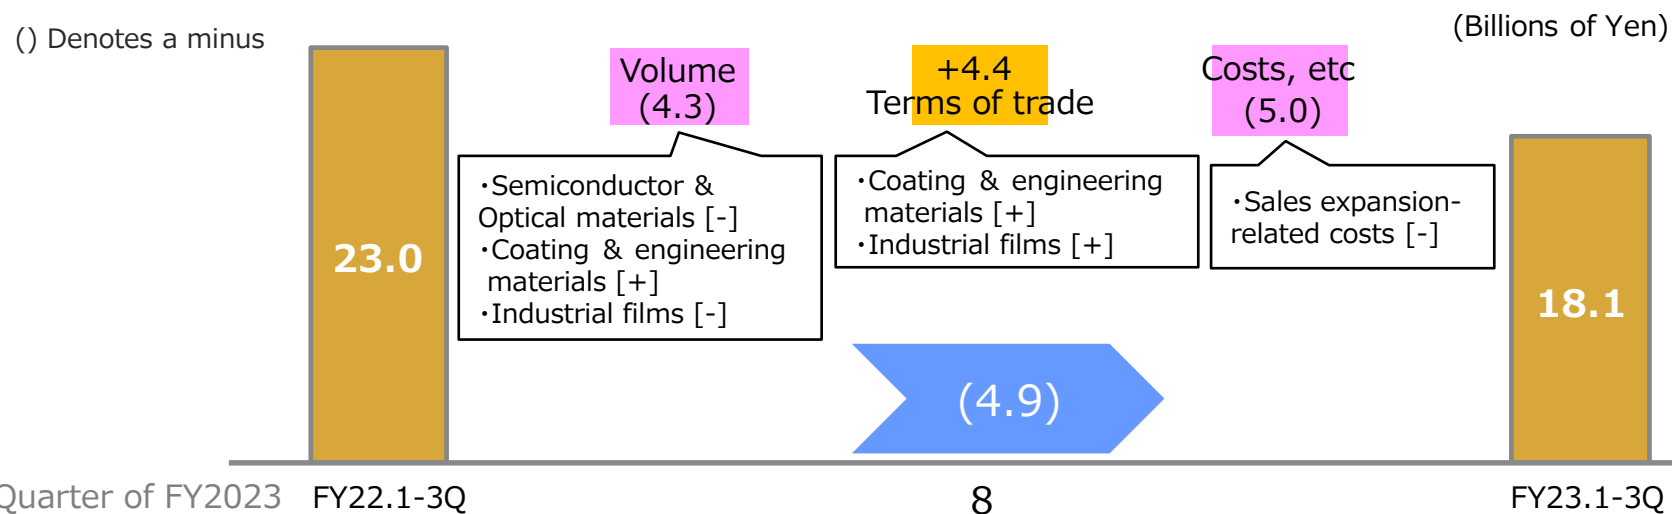 () Denotes a minus
(Billions of Yen)
Volume
(4.3)
+4.4
Terms of trade
Costs, etc
(5.0)
・Semiconductor &
Optical materials [-]
・Coating & engineering
materials [+]
・Industrial films [-]
・Coating & engineering
materials [+]
・Industrial films [+]
・Sales expansion-
related costs [-]
23.0
18.1
(4.9)
Quarter of FY2023
FY22.1-3Q
8
FY23.1-3Q